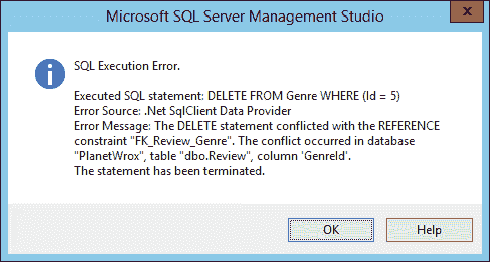 Microsoft SQL Server Management Studio
x
SQL Execution Error.
Executed SQL statement: DELETE FROM Genre WHERE (Id = 5)
Error Source: .Net SqlClient Data Provider
Error Message: The DELETE statement conflicted with the REFERENCE
constraint "FK_Review_Genre". The conflict occurred in database
"PlanetWrox", table "dbo.Review", column 'GenreId'.
The statement has been terminated.
OK
Help